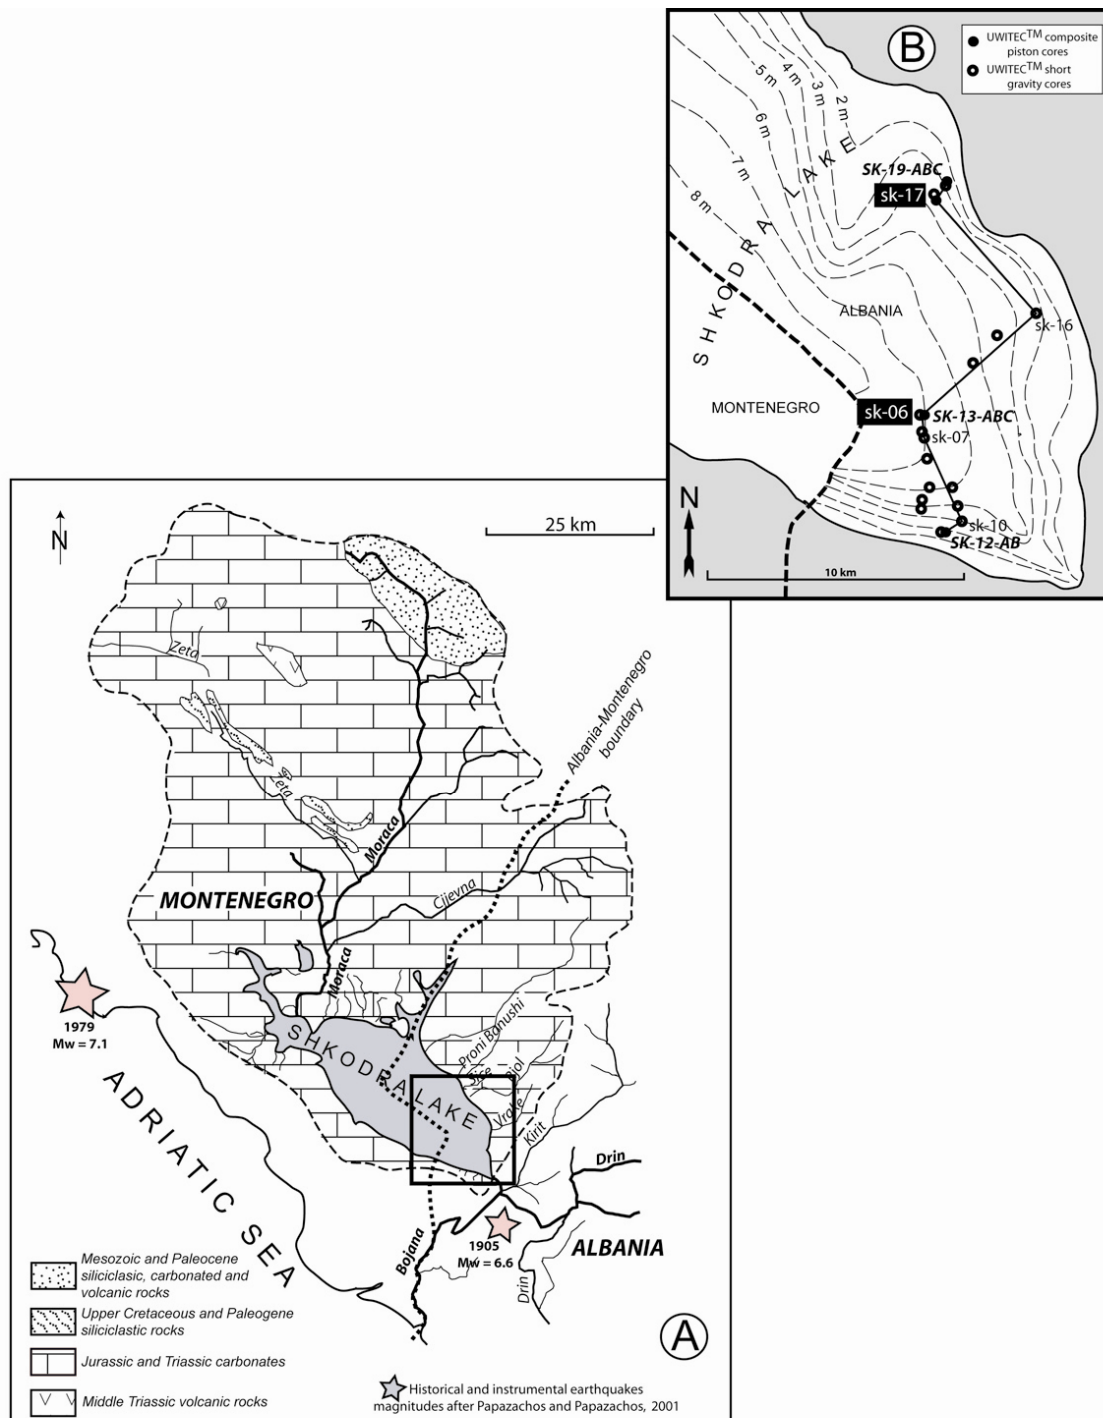 B
UWITEC™ composite
piston cores
UWITEC™ short
gravity cores
2 m
3 m
4 m
5 m
6 m
7 m
8 m
SHKODRA LAKE
SK-19-ABC
sk-17
ALBANIA
sk-16
MONTENEGRO
sk-06
SK-13-ABC
sk-07
N
sk-10
SK-12-AB
10 km
N
25 km
Zeta
Zeta
Albania-Montenegro
boundary
Moraca
MONTENEGRO
Cijevna
Moraca
1979
Mw = 7.1
SHKODRA LAKE
Proni Banushi
Rjol
Vrake
Kirit
ADRIATIC SEA
Drin
Bojana
1905
Mw = 6.6
ALBANIA
Drin
Mesozoic and Paleocene
siliciclasic, carbonated and
volcanic rocks
Upper Cretaceous and Paleogene
siliciclastic rocks
Jurassic and Triassic carbonates
Middle Triassic volcanic rocks
A
Historical and instrumental earthquakes
magnitudes after Papazachos and Papazachos, 2001